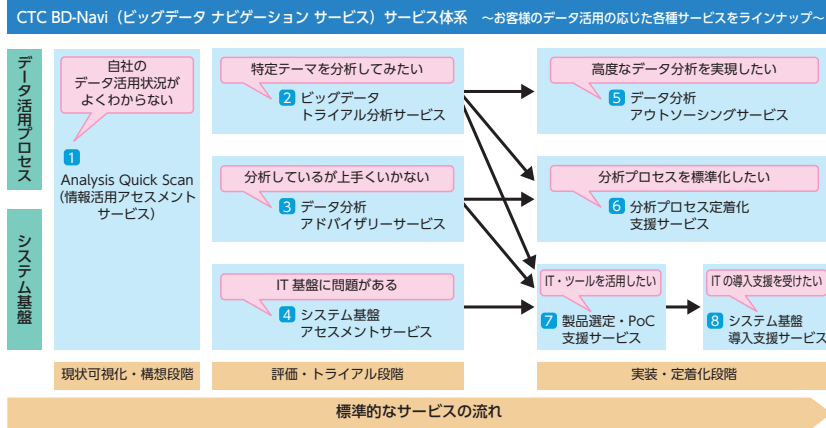 CTC BD-Navi（ビッグデータ ナビゲーション サービス）サービス体系　～お客様のデータ活用の応じた各種サービスをラインナップ～
データ活用プロセス
システム基盤
自社の
データ活用状況が
よくわからない
1
Analysis Quick Scan
（情報活用アセスメント
サービス）
特定テーマを分析してみたい
2 ビッグデータ
トライアル分析サービス
分析しているが上手くいかない
3 データ分析
アドバイザリーサービス
IT 基盤に問題がある
4 システム基盤
アセスメントサービス
高度なデータ分析を実現したい
5 データ分析
アウトソーシングサービス
分析プロセスを標準化したい
6 分析プロセス定着化
支援サービス
IT・ツールを活用したい
7 製品選定・PoC
支援サービス
IT の導入支援を受けたい
8 システム基盤
導入支援サービス
現状可視化・構想段階
評価・トライアル段階
実装・定着化段階
標準的なサービスの流れ